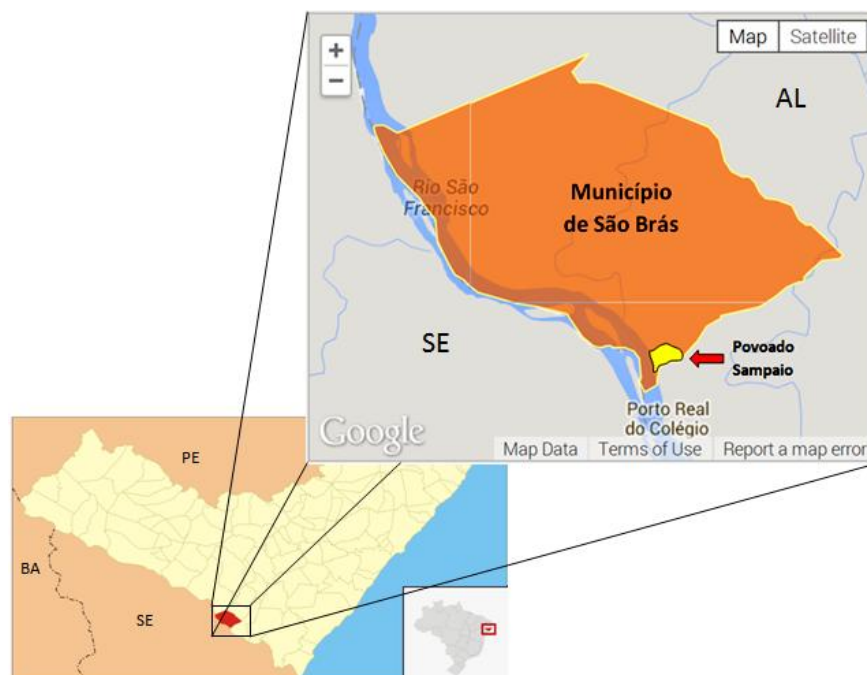 +
−
Map Satellite
AL
Rio São
Francisco
Município
de São Brás
SE
Povoado
Sampaio
Porto Real
do Colégio
Google
Map Data Terms of Use Report a map error
PE
BA
SE